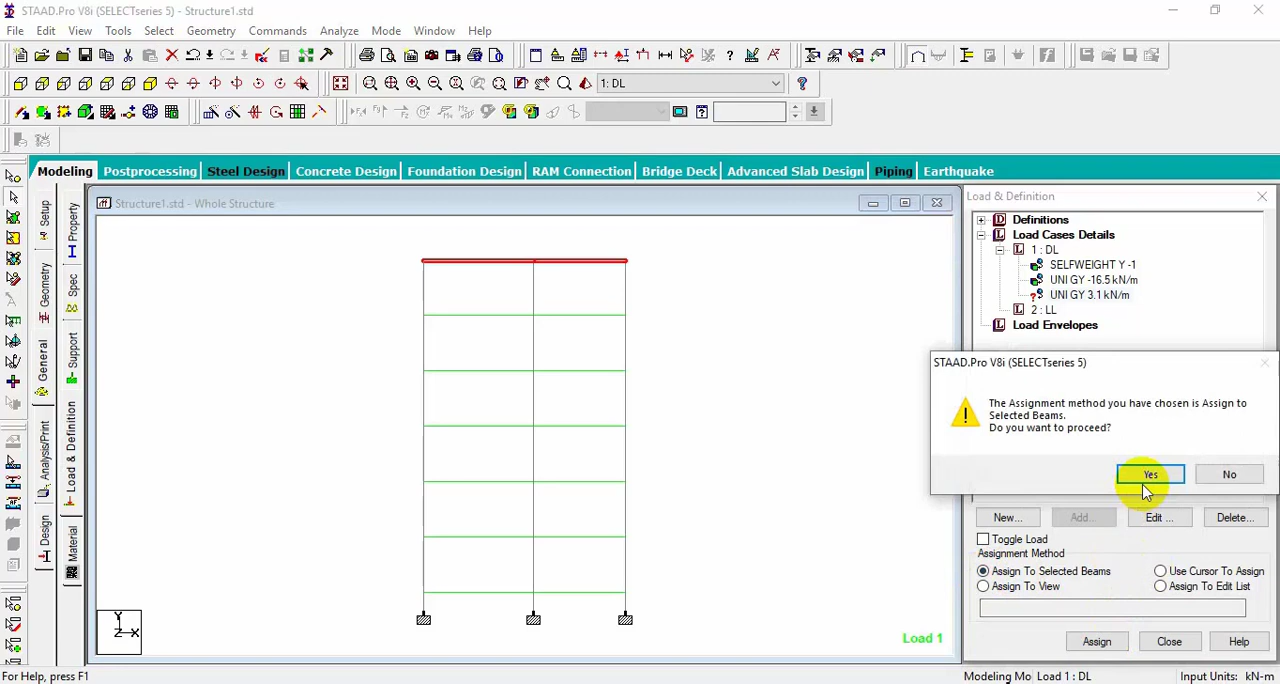 STAAD.Pro V8i (SELECTseries 5) - Structure1.std
File Edit View Tools Select Geometry Commands Analyze Mode Window Help
1: DL
Modeling Postprocessing Steel Design Concrete Design Foundation Design RAM Connection Bridge Deck Advanced Slab Design Piping Earthquake
Structure1.std - Whole Structure
Load & Definition
Setup
Geometry
General
Analysis/Print
Design
Property
Spec
Support
Load & Definition
Material
Definitions
Load Cases Details
1 : DL
SELFWEIGHT Y -1
UNI GY -16.5 kN/m
UNI GY 3.1 kN/m
2 : LL
Load Envelopes
STAAD.Pro V8i (SELECTseries 5)
The Assignment method you have chosen is Assign to
Selected Beams.
Do you want to proceed?
Yes No
New... Add... Edit ... Delete...
Toggle Load
Assignment Method
Assign To Selected Beams Use Cursor To Assign
Assign To View Assign To Edit List
Assign Close Help
Y
Z X
Load 1
For Help, press F1 Modeling Mo Load 1 : DL Input Units: kN-m